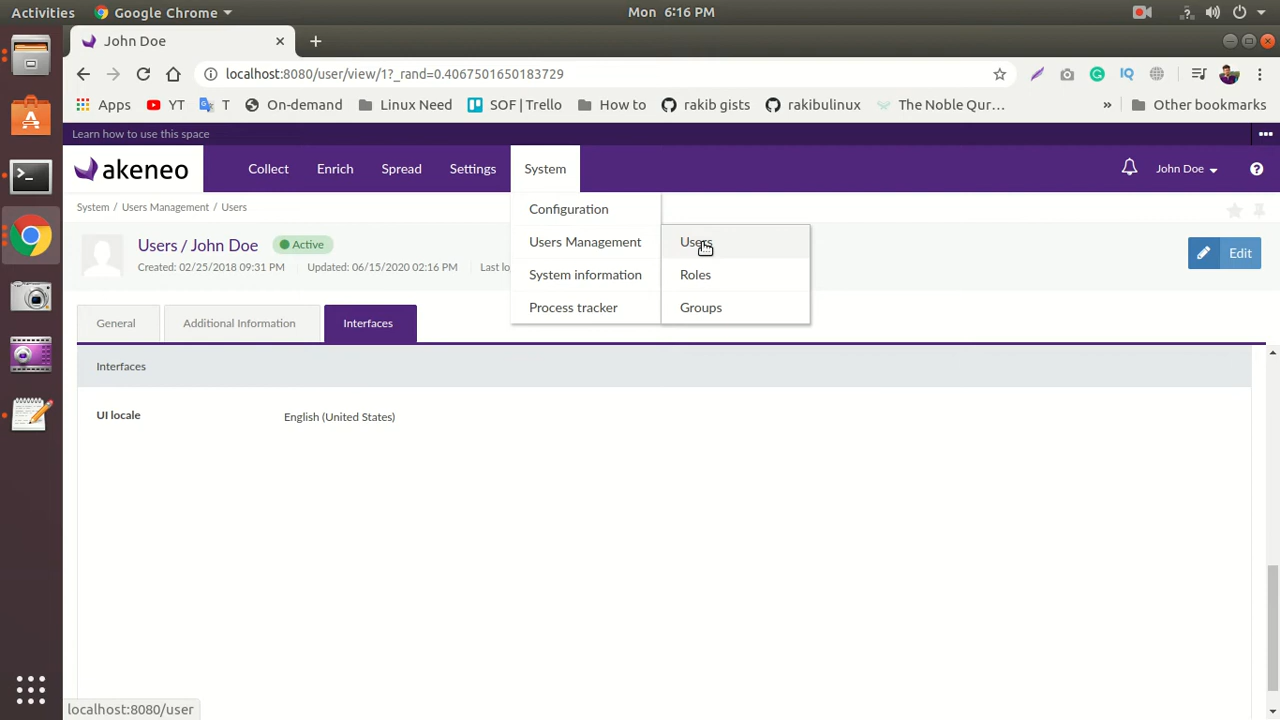 Activities Google Chrome Mon 6:16 PM
John Doe
localhost:8080/user/view/1?_rand=0.4067501650183729
Apps YT T On-demand Linux Need SOF | Trello How to rakib gists rakibulinux The Noble Qur... » Other bookmarks
Learn how to use this space
akeneo Collect Enrich Spread Settings System John Doe
System / Users Management / Users
Configuration
Users / John Doe Active
Users Management Users
Edit
Created: 02/25/2018 09:31 PM Updated: 06/15/2020 02:16 PM Last lo
System information Roles
Process tracker Groups
General Additional Information Interfaces
Interfaces
UI locale English (United States)
localhost:8080/user